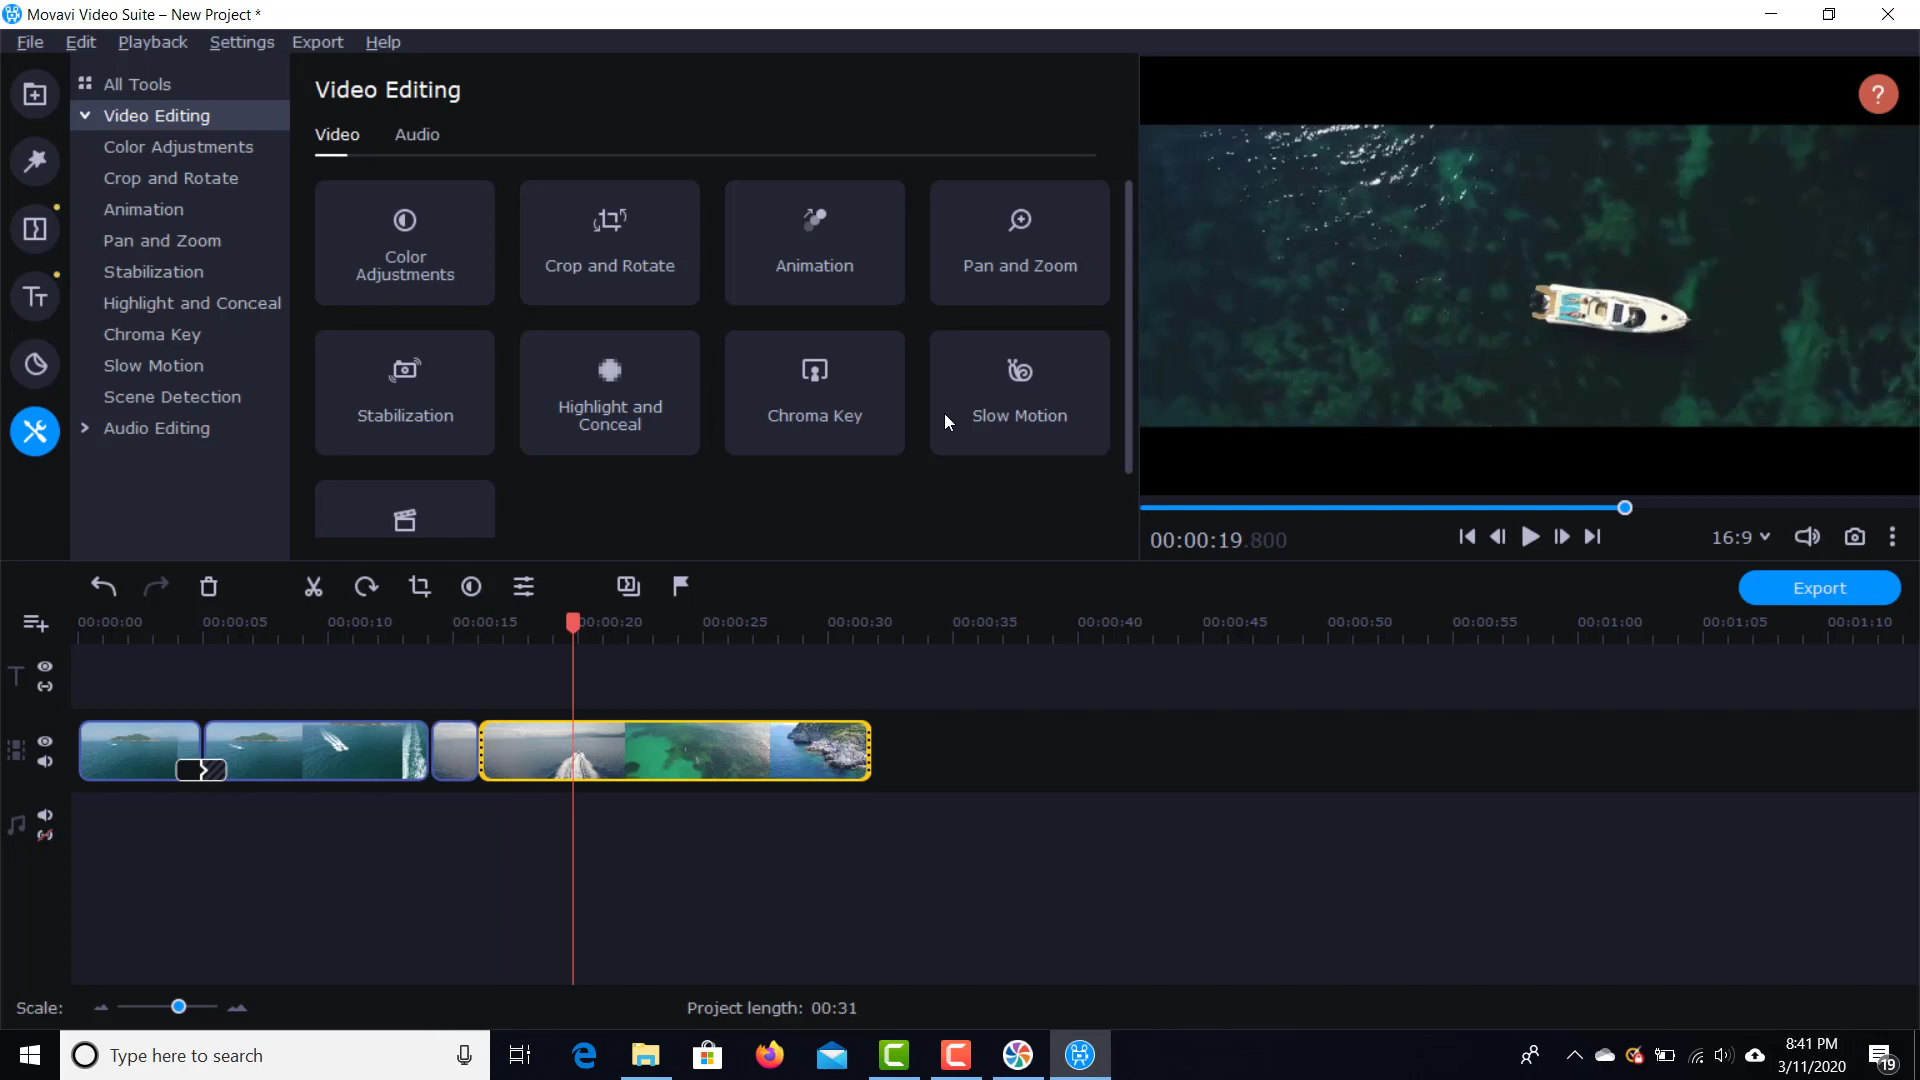 Movavi Video Suite – New Project *
File Edit Playback Settings Export Help
All Tools
Video Editing
Color Adjustments
Crop and Rotate
Animation
Pan and Zoom
Stabilization
Highlight and Conceal
Chroma Key
Slow Motion
Scene Detection
Audio Editing
Video Editing
Video Audio
Color
Adjustments
Crop and Rotate
Animation
Pan and Zoom
Stabilization
Highlight and
Conceal
Chroma Key
Slow Motion
?
00:00:19.800
16:9
Export
00:00:00 00:00:05 00:00:10 00:00:15 00:00:20 00:00:25 00:00:30 00:00:35 00:00:40 00:00:45 00:00:50 00:00:55 00:01:00 00:01:05 00:01:10
Scale:
Project length: 00:31
Type here to search
8:41 PM
3/11/2020
19